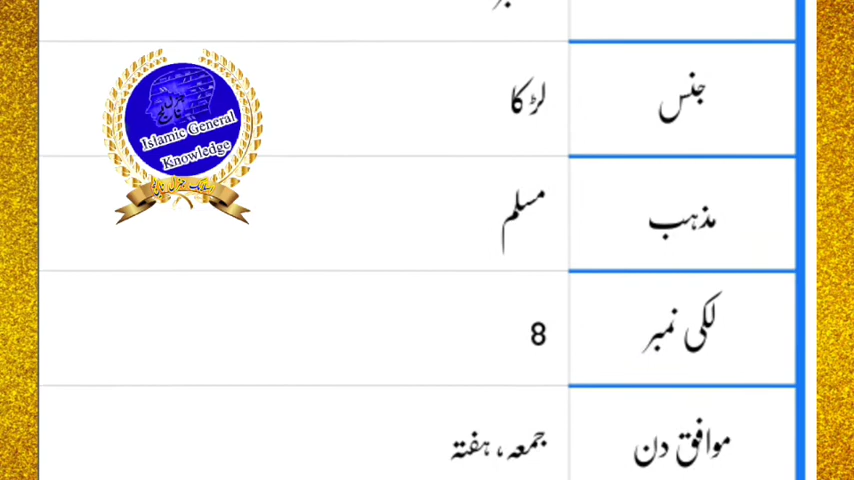 جنس
لڑکا
مذہب
مسلم
لکی نمبر
8
موافق دن
جمعہ، ہفتہ
Islamic General
Knowledge